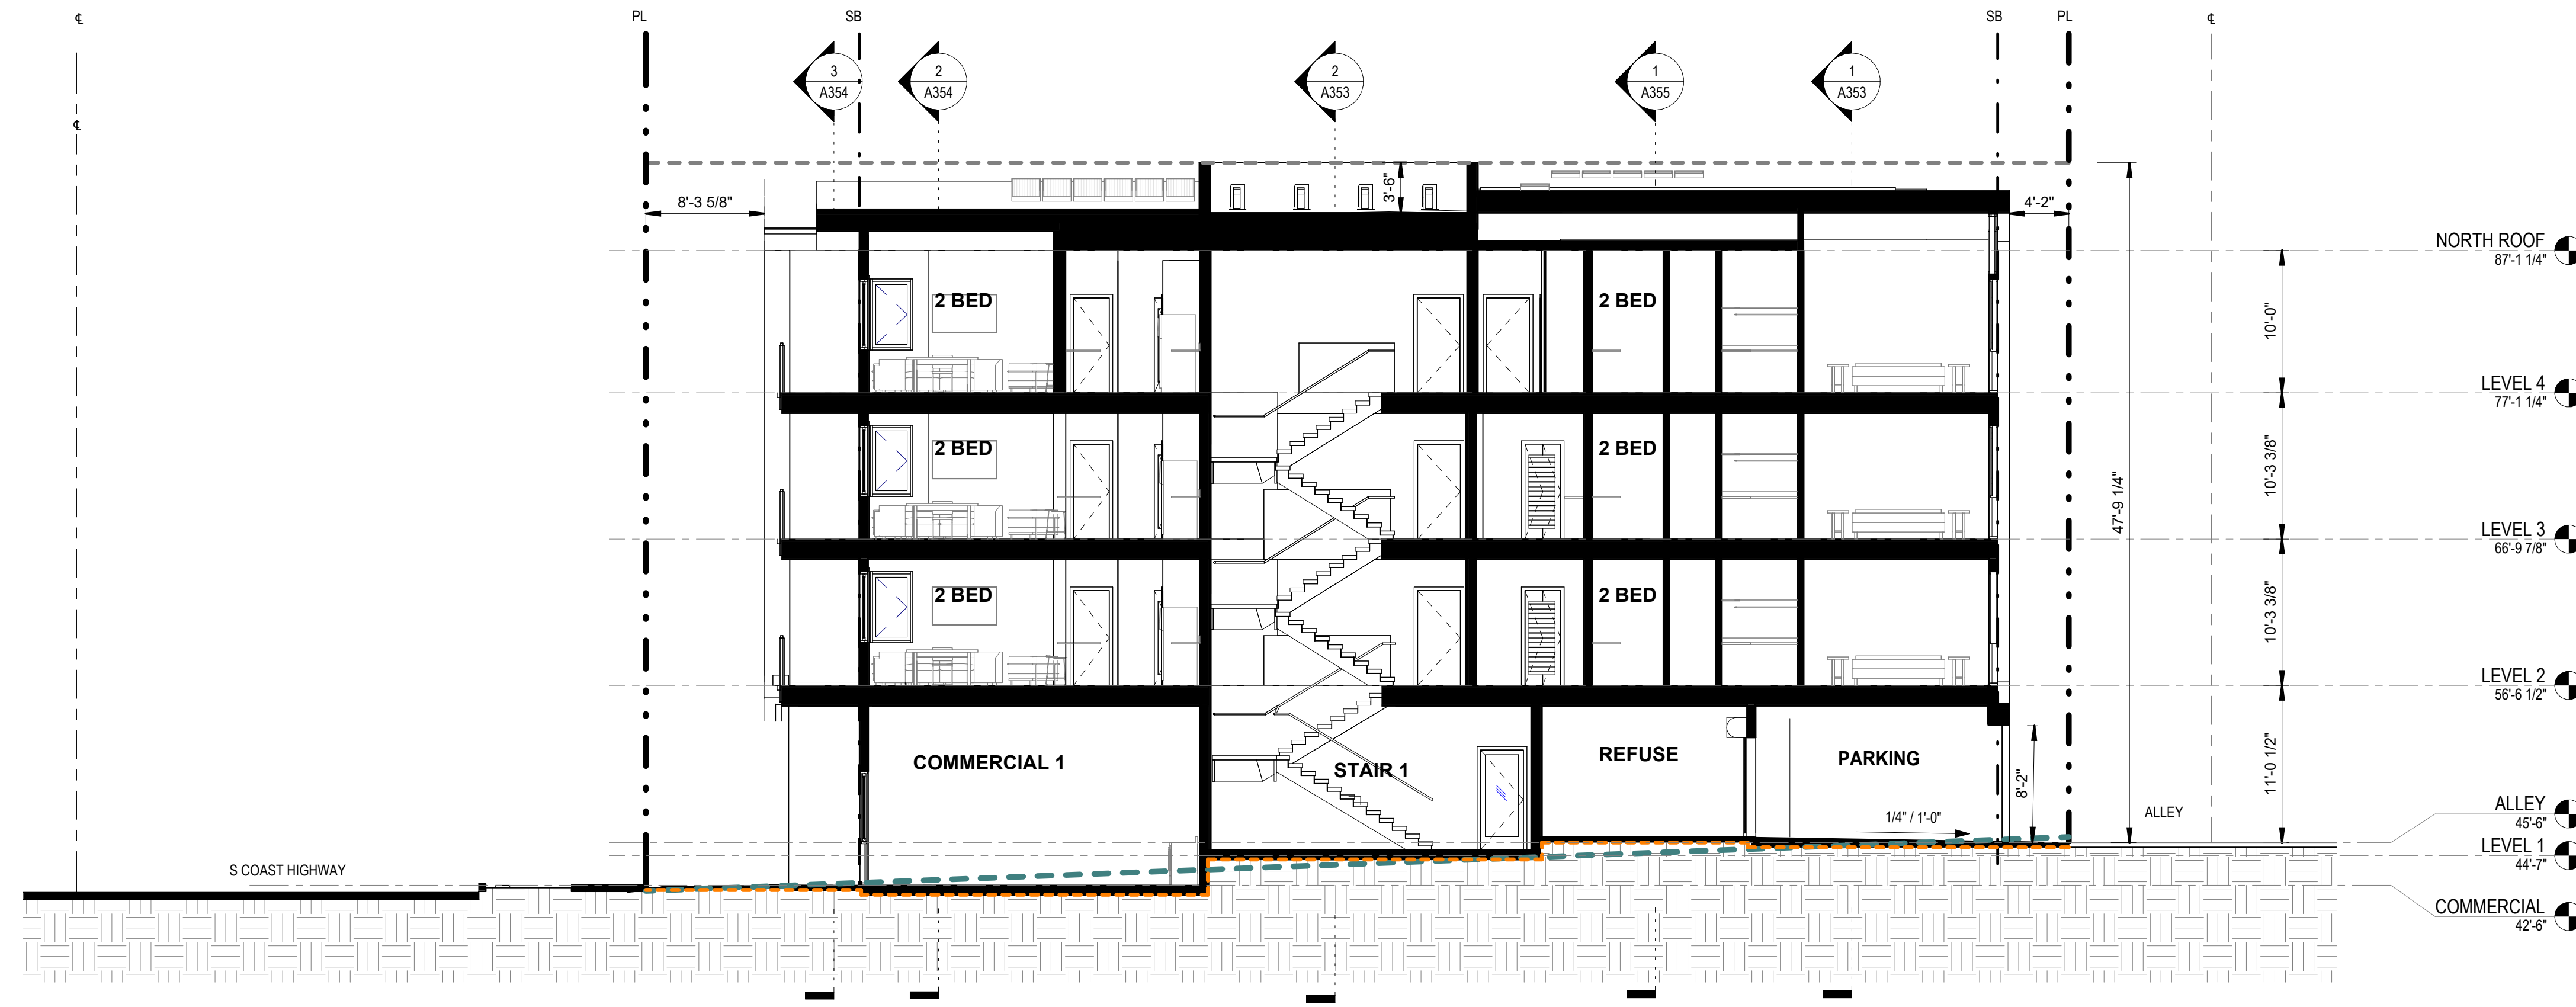 ℄
PL
SB
SB
PL
℄
℄
3
A354
2
A354
2
A353
1
A355
1
A353
8'-3 5/8"
3'-6"
4'-2"
NORTH ROOF
87'-1 1/4"
2 BED
2 BED
10'-0"
LEVEL 4
77'-1 1/4"
2 BED
2 BED
10'-3 3/8"
47'-9 1/4"
LEVEL 3
66'-9 7/8"
2 BED
2 BED
10'-3 3/8"
LEVEL 2
56'-6 1/2"
COMMERCIAL 1
STAIR 1
REFUSE
PARKING
8'-2"
11'-0 1/2"
1/4" / 1'-0"
ALLEY
ALLEY
45'-6"
LEVEL 1
44'-7"
S COAST HIGHWAY
COMMERCIAL
42'-6"